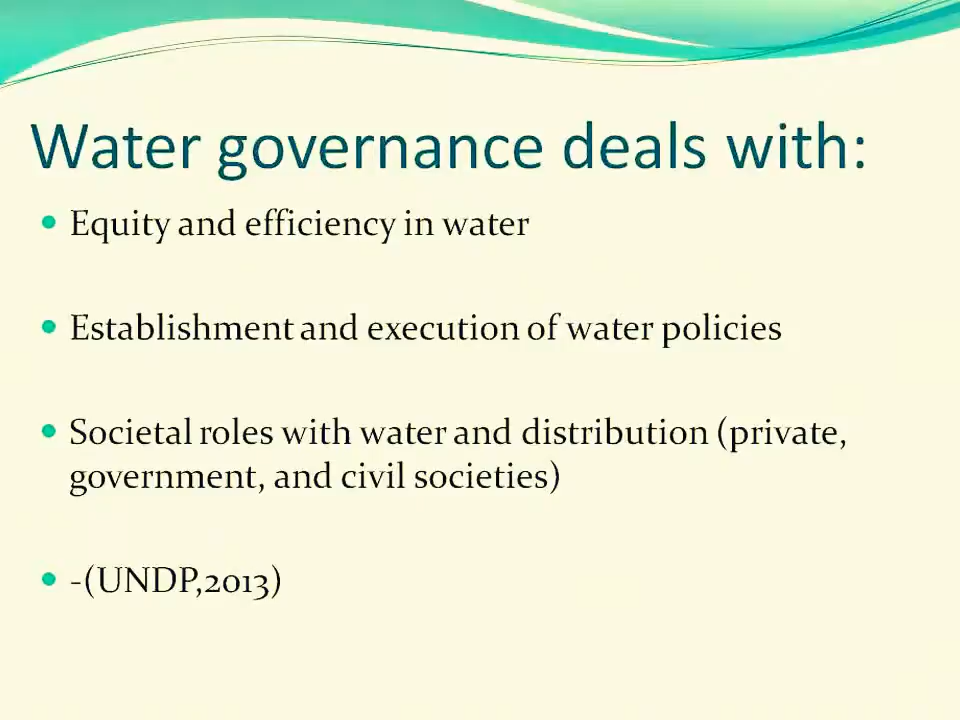 Water governance deals with:
• Equity and efficiency in water
• Establishment and execution of water policies
• Societal roles with water and distribution (private,
government, and civil societies)
• -(UNDP,2013)